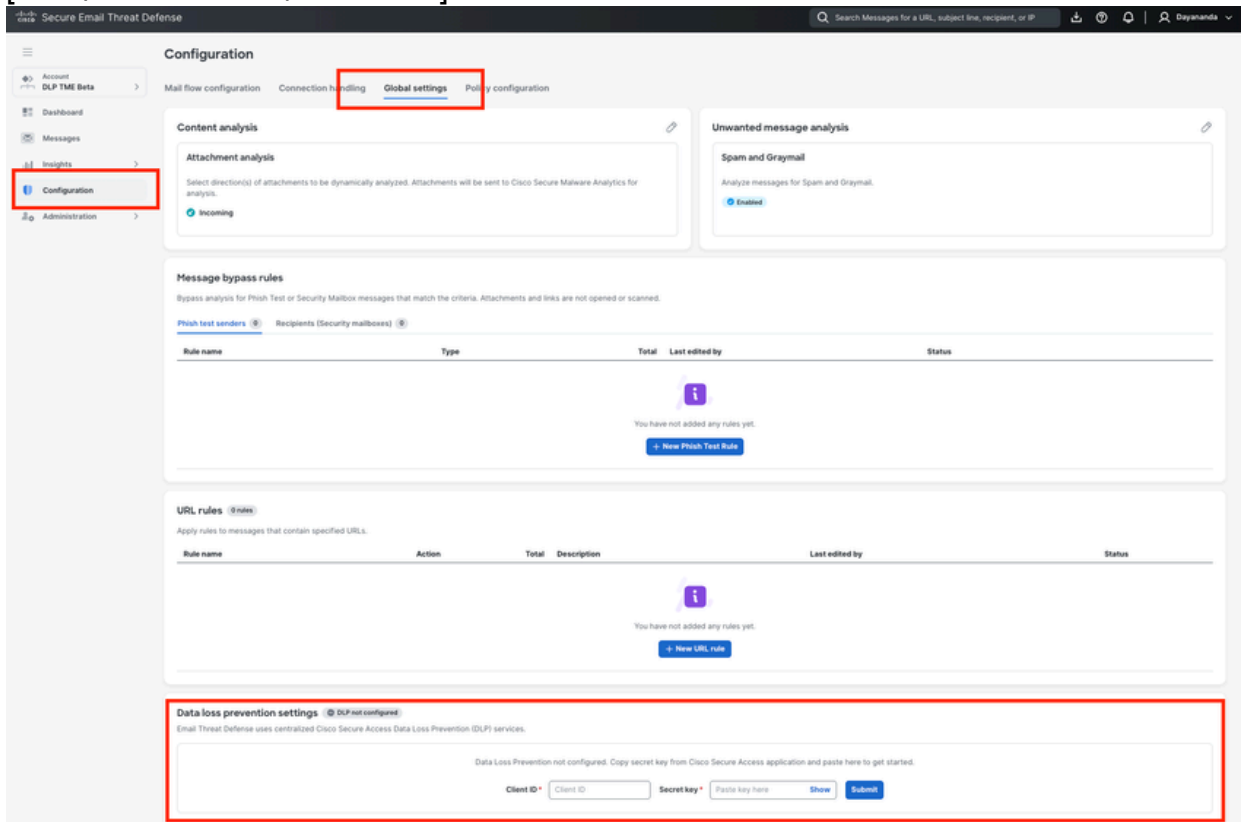 Secure Email Threat Defense
Search Messages for a URL, subject line, recipient, or IP
Dayananda
Account
DLP TME Beta
Dashboard
Messages
Insights
Configuration
Administration
Configuration
Mail flow configuration
Connection handling
Global settings
Policy configuration
Content analysis
Attachment analysis
Select direction(s) of attachments to be dynamically analyzed. Attachments will be sent to Cisco Secure Malware Analytics for
analysis.
Incoming
Unwanted message analysis
Spam and Graymail
Analyze messages for Spam and Graymail.
Enabled
Message bypass rules
Bypass analysis for Phish Test or Security Mailbox messages that match the criteria. Attachments and links are not opened or scanned.
Phish test senders 0 Recipients (Security mailboxes) 0
Rule name Type Total Last edited by Status
You have not added any rules yet.
+ New Phish Test Rule
URL rules 0 rules
Apply rules to messages that contain specified URLs.
Rule name Action Total Description Last edited by Status
You have not added any rules yet.
+ New URL rule
Data loss prevention settings DLP not configured
Email Threat Defense uses centralized Cisco Secure Access Data Loss Prevention (DLP) services.
Data Loss Prevention not configured. Copy secret key from Cisco Secure Access application and paste here to get started.
Client ID * Client ID Secret key * Paste key here Show Submit